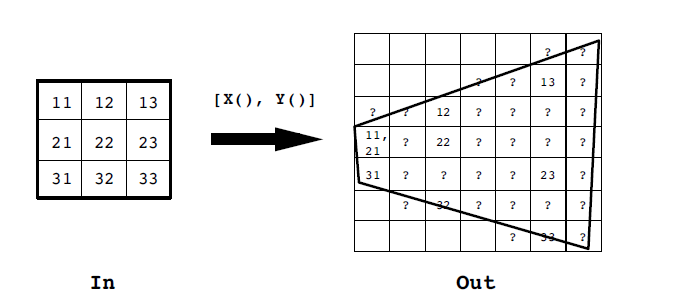 11 12 13
21 22 23
31 32 33
[X(), Y()]
? ?
? ? 13 ?
? ? 12 ? ? ? ?
11,
21 ? 22 ? ? ? ?
31 ? ? ? ? 23 ?
? 32 ? ? ? ?
? 33 ?
In
Out